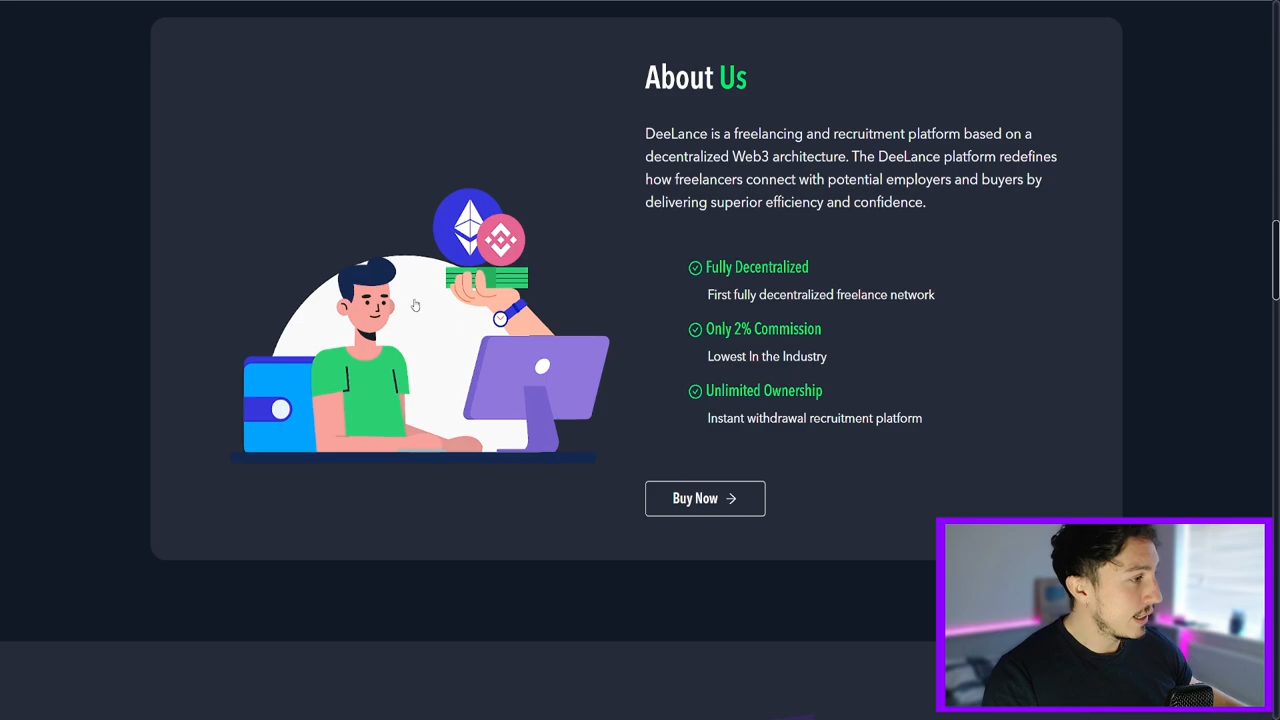 About Us
DeeLance is a freelancing and recruitment platform based on a
decentralized Web3 architecture. The DeeLance platform redefines
how freelancers connect with potential employers and buyers by
delivering superior efficiency and confidence.
Fully Decentralized
First fully decentralized freelance network
Only 2% Commission
Lowest In the Industry
Unlimited Ownership
Instant withdrawal recruitment platform
Buy Now